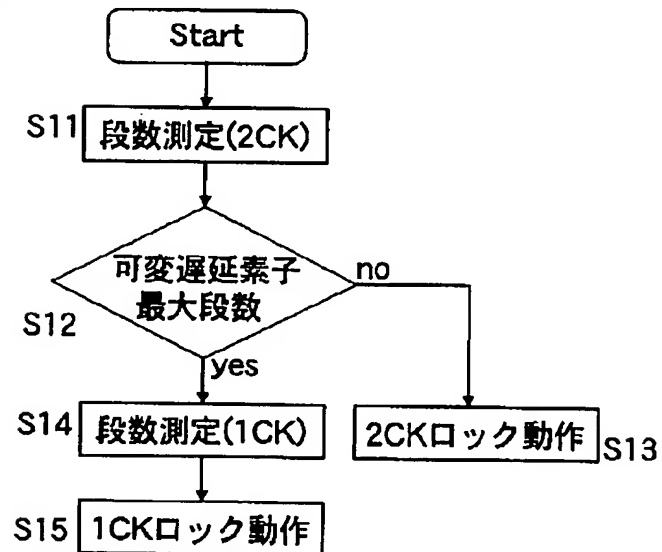 Start
S11 段数測定(2CK)
可変遅延素子
最大段数
no
S12
yes
S14 段数測定(1CK)
2CKロック動作 S13
S15 1CKロック動作